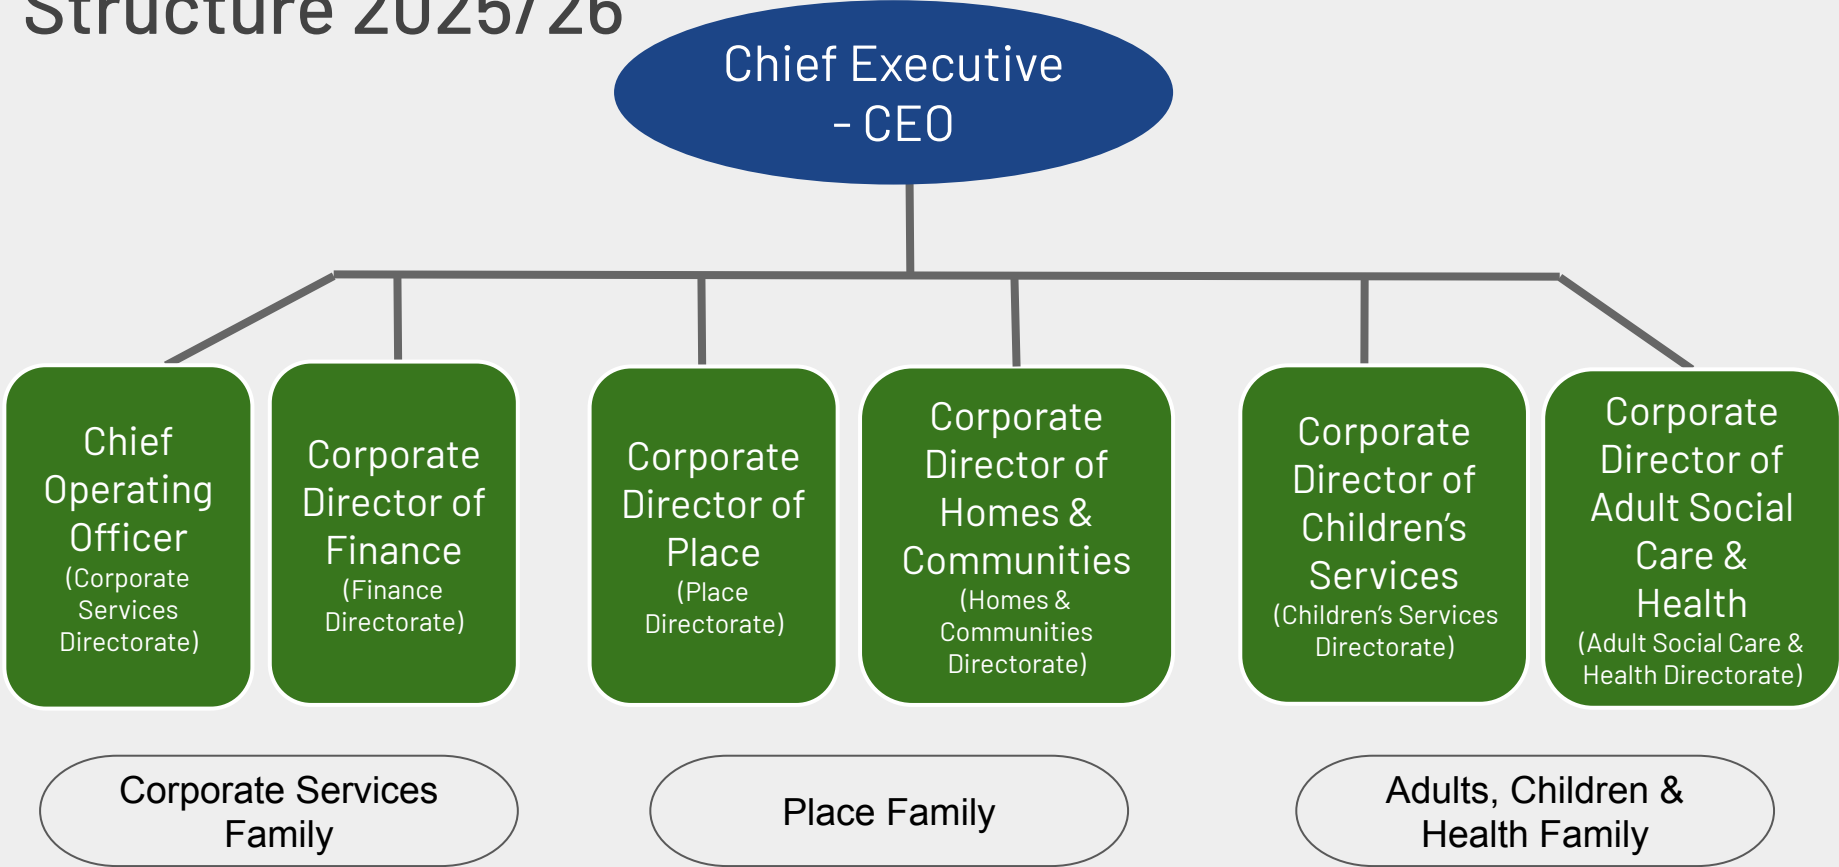 Structure 2025/26
Chief Executive
- CEO
Chief
Operating
Officer
(Corporate
Services
Directorate)
Corporate
Director of
Finance
(Finance
Directorate)
Corporate
Director of
Place
(Place
Directorate)
Corporate
Director of
Homes &
Communities
(Homes &
Communities
Directorate)
Corporate
Director of
Children’s
Services
(Children’s Services
Directorate)
Corporate
Director of
Adult Social
Care &
Health
(Adult Social Care &
Health Directorate)
Corporate Services
Family
Place Family
Adults, Children &
Health Family